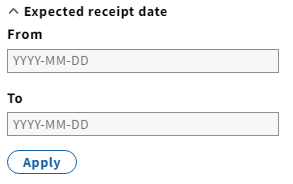 Expected receipt date
From
YYYY-MM-DD
To
YYYY-MM-DD
Apply